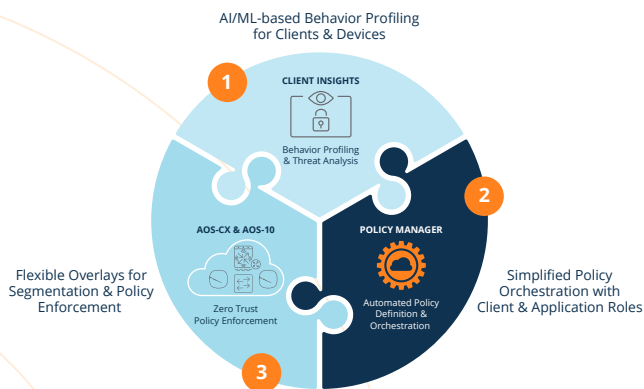 AI/ML-based Behavior Profiling
for Clients & Devices
1
CLIENT INSIGHTS
Behavior Profiling
& Threat Analysis
2
POLICY MANAGER
Automated Policy
Definition &
Orchestration
Simplified Policy
Orchestration with
Client & Application Roles
AOS-CX & AOS-10
Zero Trust
Policy Enforcement
Flexible Overlays for
Segmentation & Policy
Enforcement
3